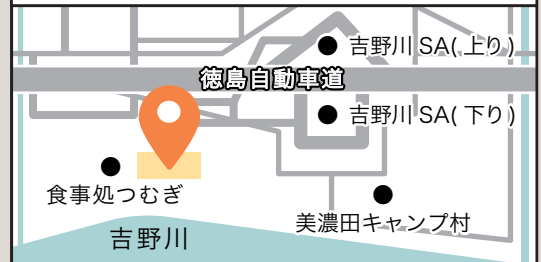 吉野川 SA( 上り )
徳島自動車道
吉野川 SA( 下り )
食事処つむぎ
美濃田キャンプ村
吉野川